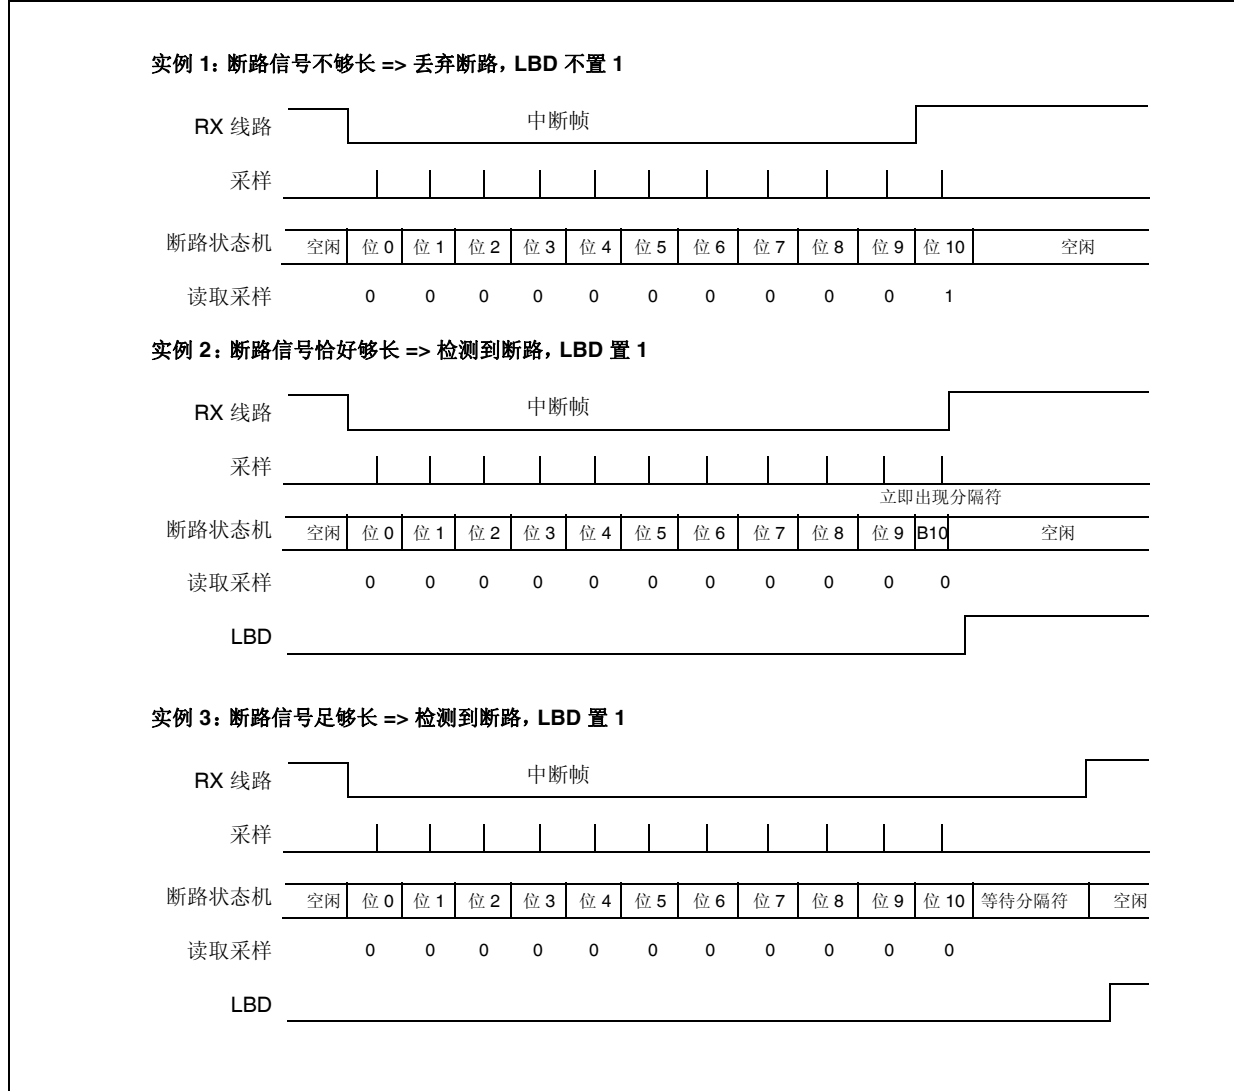 实例 1：断路信号不够长 => 丢弃断路，LBD 不置 1
RX 线路
中断帧
采样
断路状态机 空闲 位 0 位 1 位 2 位 3 位 4 位 5 位 6 位 7 位 8 位 9 位 10 空闲
读取采样 0 0 0 0 0 0 0 0 0 0 1
实例 2：断路信号恰好够长 => 检测到断路，LBD 置 1
RX 线路
中断帧
采样
立即出现分隔符
断路状态机 空闲 位 0 位 1 位 2 位 3 位 4 位 5 位 6 位 7 位 8 位 9 B10 空闲
读取采样 0 0 0 0 0 0 0 0 0 0 0
LBD
实例 3：断路信号足够长 => 检测到断路，LBD 置 1
RX 线路
中断帧
采样
断路状态机 空闲 位 0 位 1 位 2 位 3 位 4 位 5 位 6 位 7 位 8 位 9 位 10 等待分隔符 空闲
读取采样 0 0 0 0 0 0 0 0 0 0 0
LBD